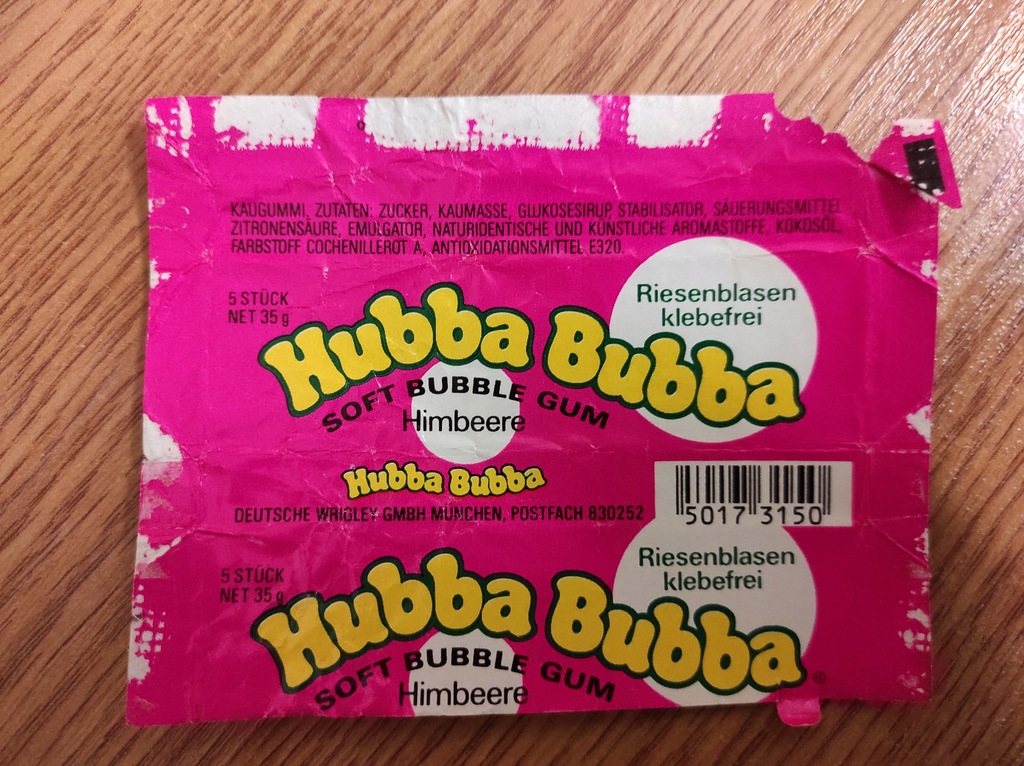 KAUGUMMI, ZUTATEN: ZUCKER, KAUMASSE, GLUKOSESIRUP, STABILISATOR, SÄUERUNGSMITTEL
ZITRONENSÄURE, EMULGATOR, NATURIDENTISCHE UND KÜNSTLICHE AROMASTOFFE, KOKOSÖL,
FARBSTOFF COCHENILLEROT A, ANTIOXIDATIONSMITTEL E320.
5 STÜCK
NET 35 g
Riesenblasen
klebefrei
Hubba Bubba
SOFT BUBBLE GUM
Himbeere
Hubba Bubba
DEUTSCHE WRIGLEY GMBH MÜNCHEN, POSTFACH 830252
5017 3150
5 STÜCK
NET 35 g
Riesenblasen
klebefrei
Hubba Bubba®
SOFT BUBBLE GUM
Himbeere